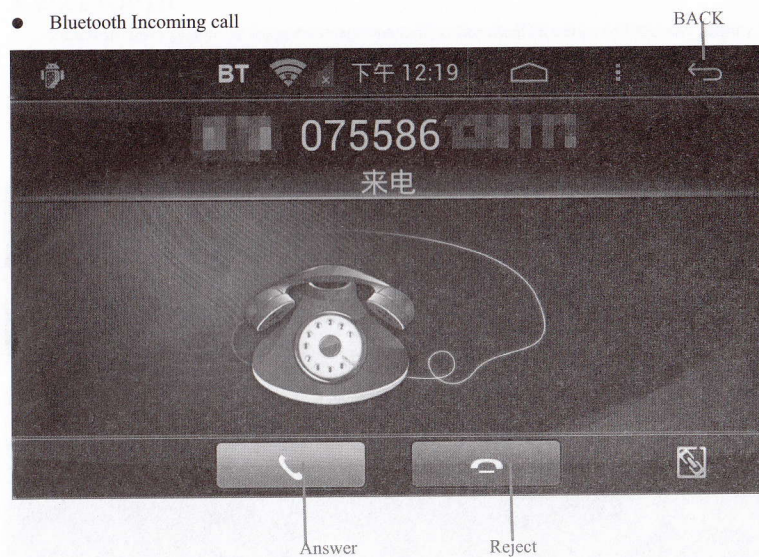 ● Bluetooth Incoming call
BACK
BT 下午 12:19
075586
来电
Answer
Reject